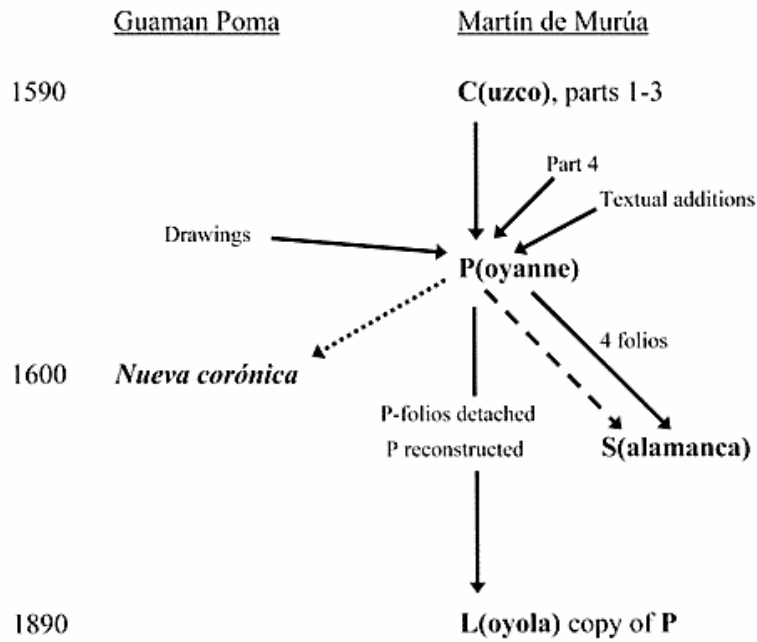 Guaman Poma
Martín de Murúa
1590
C(uzco), parts 1-3
Part 4
Textual additions
Drawings
P(oyanne)
4 folios
1600
Nueva corónica
P-folios detached
P reconstructed
S(alamanca)
1890
L(oyola) copy of P